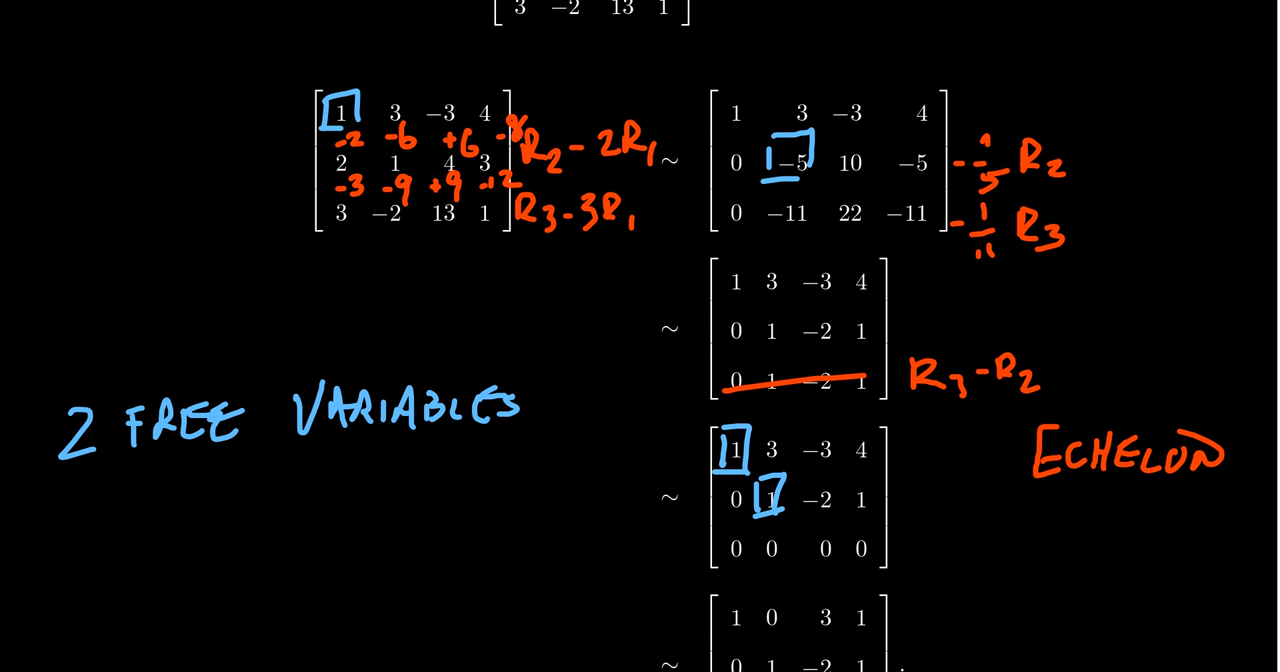 3 −2 13 1
1 3 −3 4
-2 -6 +6 -8
R2 - 2R1
2 1 4 3
-3 -9 +9 -12
3 −2 13 1
R3 - 3R1
∼
1 3 −3 4
0 −5 10 −5
-1/5 R2
0 −11 22 −11
-1/11 R3
∼
1 3 −3 4
0 1 −2 1
0 1 −2 1
R3 - R2
2 FREE VARIABLES
∼
1 3 −3 4
0 1 −2 1
0 0 0 0
ECHELON
∼
1 0 3 1
0 1 −2 1
.